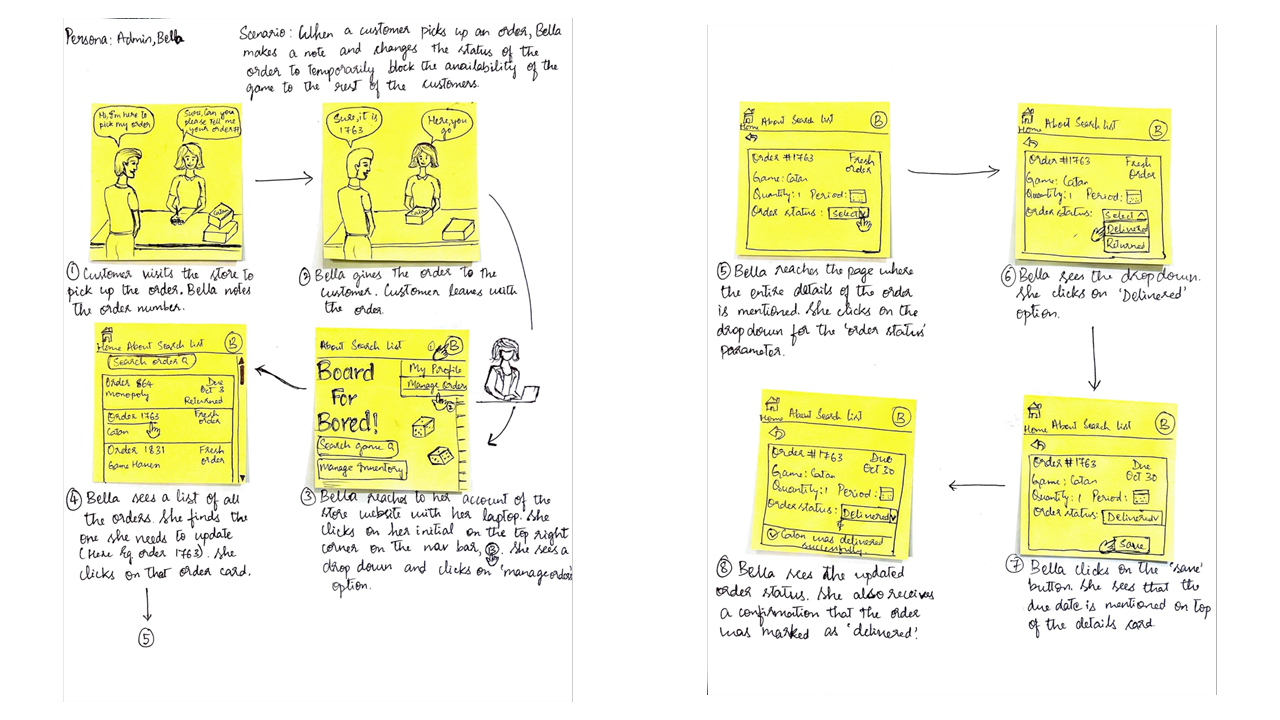 Persona: Admin, Bella
Scenario: When a customer picks up an order, Bella
makes a note and changes the status of the
order to temporarily block the availability of the
game to the rest of the customers.
Hi, I'm here to
pick my order
Sure, Can you
please tell me
your order#?
Catan
① Customer visits the store to
pick up the order. Bella notes
the order number.
Sure, it is
1763
Here, you
go
Catan
② Bella gives the order to the
customer. Customer leaves with
the order.
Home About Search list
B
My Profile
Manage Orders
Board
For
Bored!
Search game
Manage Inventory
③ Bella reaches to her account of the
store website with her laptop. She
clicks on her initial on the top right
corner on the nav bar, B. She sees a
drop down and clicks on 'manage orders'
option.
Home About Search list
B
Search order
Order 864
Monopoly
Due
Oct 3
Returned
Order 1763
Catan
Fresh
order
Order 1831
Game Haven
Fresh
order
④ Bella sees a list of all
the orders. She finds the
one she needs to update
(Here Eg. order 1763). She
clicks on that order card.
⑤
Home About Search list
B
Order #1763
Fresh
order
Game: Catan
Quantity: 1 Period:
Order status: Select
⑤ Bella reaches the page where
the entire details of the order
is mentioned. She clicks on the
drop down for the 'order status'
parameter.
Home About Search list
B
Order #1763
Fresh
Order
Game: Catan
Quantity: 1 Period:
Order status: Select
Delivered
Returned
⑥ Bella sees the drop down.
She clicks on 'Delivered'
option.
Home About Search list
B
Order #1763
Due
Oct 30
Game: Catan
Quantity: 1 Period:
Order status: Delivered
Save
⑦ Bella clicks on the 'save'
button. She sees that the
due date is mentioned on top
of the details card
Home About Search list
B
Order #1763
Due
Oct 30
Game: Catan
Quantity: 1 Period:
Order status: Delivered
Catan was delivered
successfully.
⑧ Bella sees the updated
order status. She also receives
a confirmation that the order
was marked as 'delivered'.